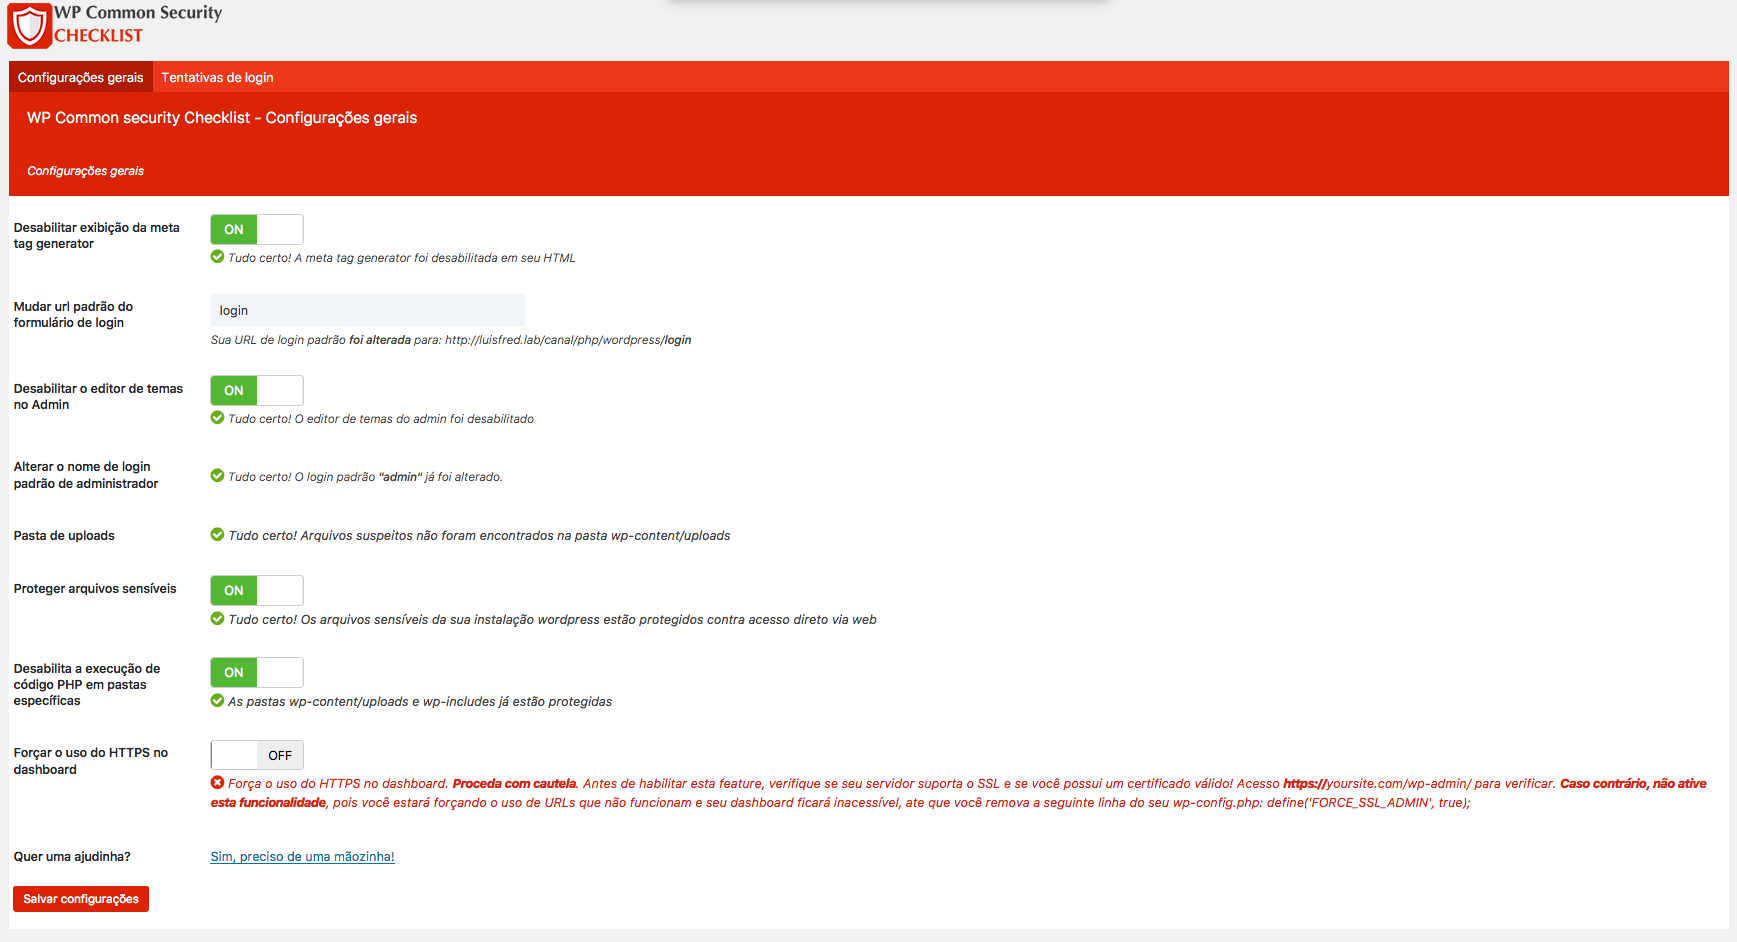 WP Common Security
CHECKLIST
Configurações gerais
Tentativas de login
WP Common security Checklist - Configurações gerais
Configurações gerais
Desabilitar exibição da meta
tag generator
ON
Tudo certo! A meta tag generator foi desabilitada em seu HTML
Mudar url padrão do
formulário de login
login
Sua URL de login padrão foi alterada para: http://luisfred.lab/canal/php/wordpress/login
Desabilitar o editor de temas
no Admin
ON
Tudo certo! O editor de temas do admin foi desabilitado
Alterar o nome de login
padrão de administrador
Tudo certo! O login padrão "admin" já foi alterado.
Pasta de uploads
Tudo certo! Arquivos suspeitos não foram encontrados na pasta wp-content/uploads
Proteger arquivos sensíveis
ON
Tudo certo! Os arquivos sensíveis da sua instalação wordpress estão protegidos contra acesso direto via web
Desabilita a execução de
código PHP em pastas
específicas
ON
As pastas wp-content/uploads e wp-includes já estão protegidas
Forçar o uso do HTTPS no
dashboard
OFF
Força o uso do HTTPS no dashboard. Proceda com cautela. Antes de habilitar esta feature, verifique se seu servidor suporta o SSL e se você possui um certificado válido! Acesso https://yoursite.com/wp-admin/ para verificar. Caso contrário, não ative
esta funcionalidade, pois você estará forçando o uso de URLs que não funcionam e seu dashboard ficará inacessível, ate que você remova a seguinte linha do seu wp-config.php: define('FORCE_SSL_ADMIN', true);
Quer uma ajudinha?
Sim, preciso de uma mãozinha!
Salvar configurações